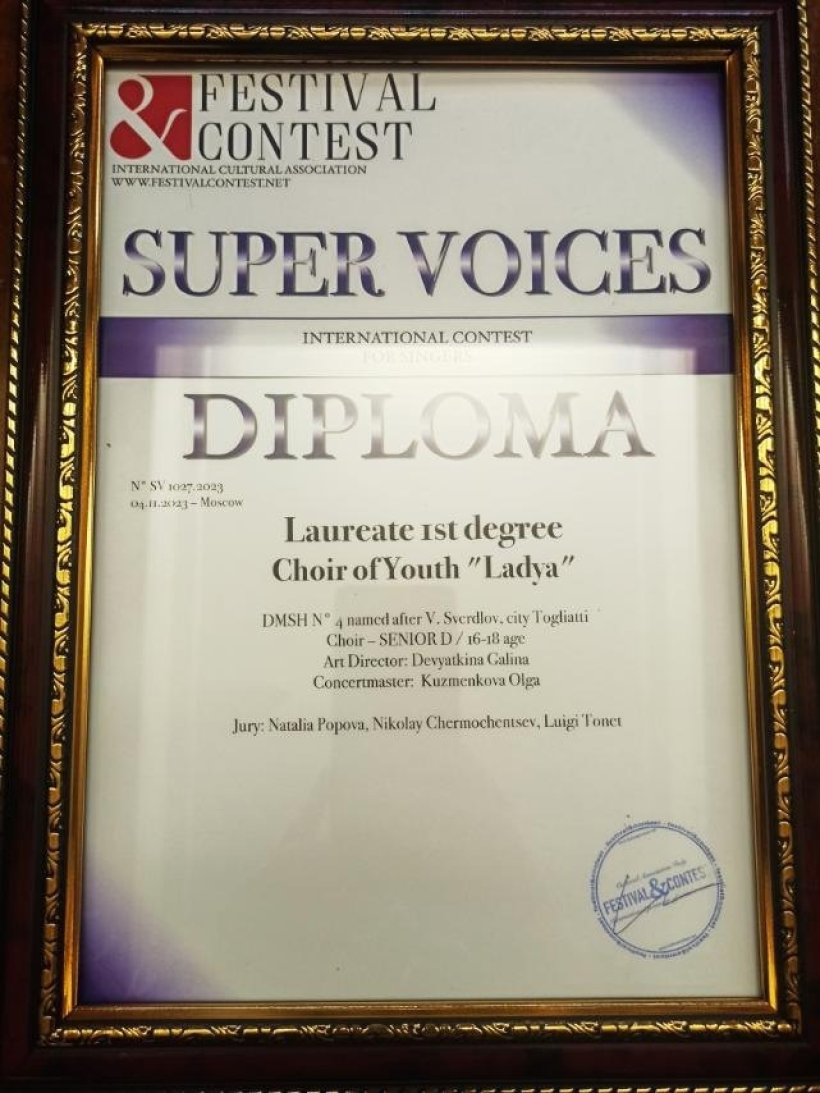 &
FESTIVAL
CONTEST
INTERNATIONAL CULTURAL ASSOCIATION
WWW.FESTIVALCONTEST.NET
SUPER VOICES
INTERNATIONAL CONTEST
FOR SINGERS
DIPLOMA
N° SV 1027.2023
04.11.2023 – Moscow
Laureate 1st degree
Choir of Youth "Ladya"
DMSH N° 4 named after V. Sverdlov, city Togliatti
Choir – SENIOR D / 16-18 age
Art Director: Devyatkina Galina
Concertmaster: Kuzmenkova Olga
Jury: Natalia Popova, Nikolay Chermochentsev, Luigi Tonet
FESTIVAL&CONTEST